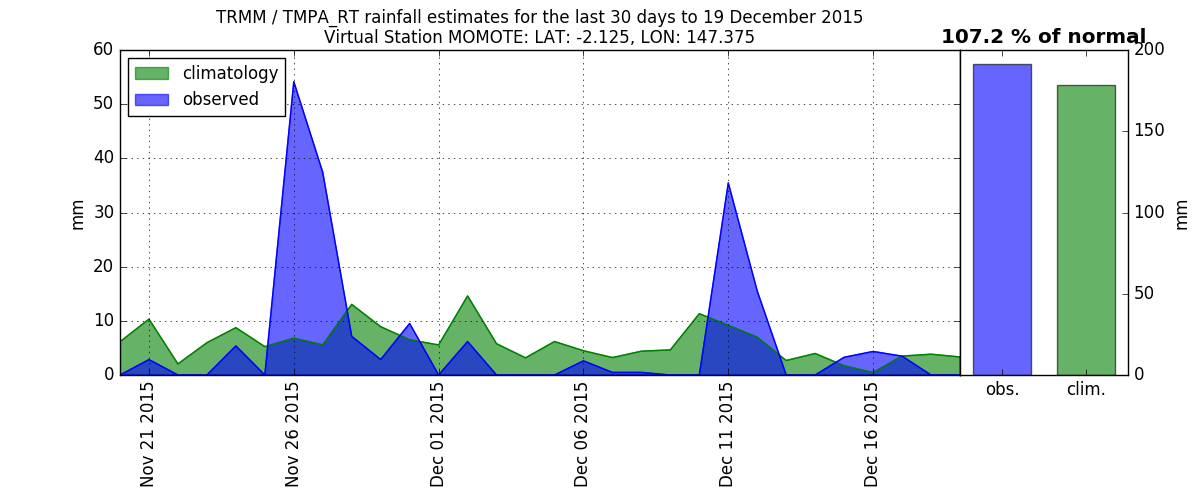 TRMM / TMPA_RT rainfall estimates for the last 30 days to 19 December 2015
Virtual Station MOMOTE: LAT: -2.125, LON: 147.375
107.2 % of normal
climatology
observed
mm
60
50
40
30
20
10
0
Nov 21 2015
Nov 26 2015
Dec 01 2015
Dec 06 2015
Dec 11 2015
Dec 16 2015
200
150
100
50
0
mm
obs.
clim.